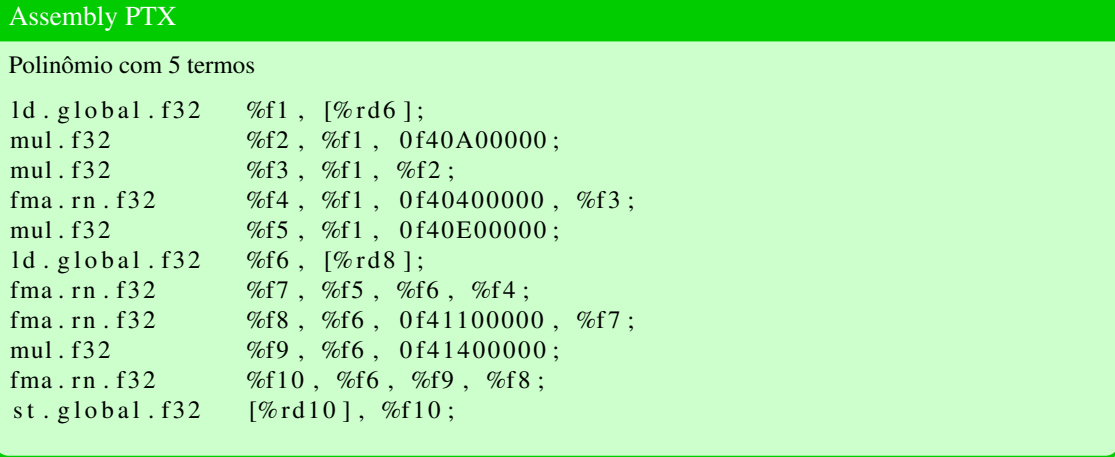 Assembly PTX
Polinômio com 5 termos
ld.global.f32 %f1, [%rd6];
mul.f32 %f2, %f1, 0f40A00000;
mul.f32 %f3, %f1, %f2;
fma.rn.f32 %f4, %f1, 0f40400000, %f3;
mul.f32 %f5, %f1, 0f40E00000;
ld.global.f32 %f6, [%rd8];
fma.rn.f32 %f7, %f5, %f6, %f4;
fma.rn.f32 %f8, %f6, 0f41100000, %f7;
mul.f32 %f9, %f6, 0f41400000;
fma.rn.f32 %f10, %f6, %f9, %f8;
st.global.f32 [%rd10], %f10;